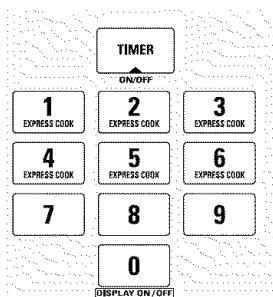 TIMER
ON/OFF
1 2 3
EXPRESS COOK EXPRESS COOK EXPRESS COOK
4 5 6
EXPRESS COOK EXPRESS COOK EXPRESS COOK
7 8 9
0
DISPLAY ON/OFF